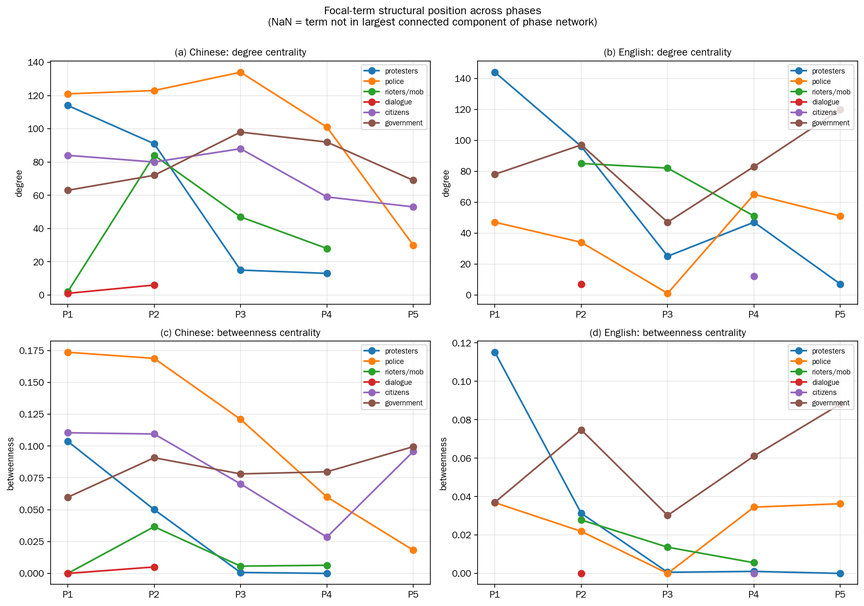 Focal-term structural position across phases
(NaN = term not in largest connected component of phase network)
(a) Chinese: degree centrality
degree
140
120
100
80
60
40
20
0
P1 P2 P3 P4 P5
protesters
police
rioters/mob
dialogue
citizens
government
(b) English: degree centrality
degree
140
120
100
80
60
40
20
0
P1 P2 P3 P4 P5
protesters
police
rioters/mob
dialogue
citizens
government
(c) Chinese: betweenness centrality
betweenness
0.175
0.150
0.125
0.100
0.075
0.050
0.025
0.000
P1 P2 P3 P4 P5
protesters
police
rioters/mob
dialogue
citizens
government
(d) English: betweenness centrality
betweenness
0.12
0.10
0.08
0.06
0.04
0.02
0.00
P1 P2 P3 P4 P5
protesters
police
rioters/mob
dialogue
citizens
government